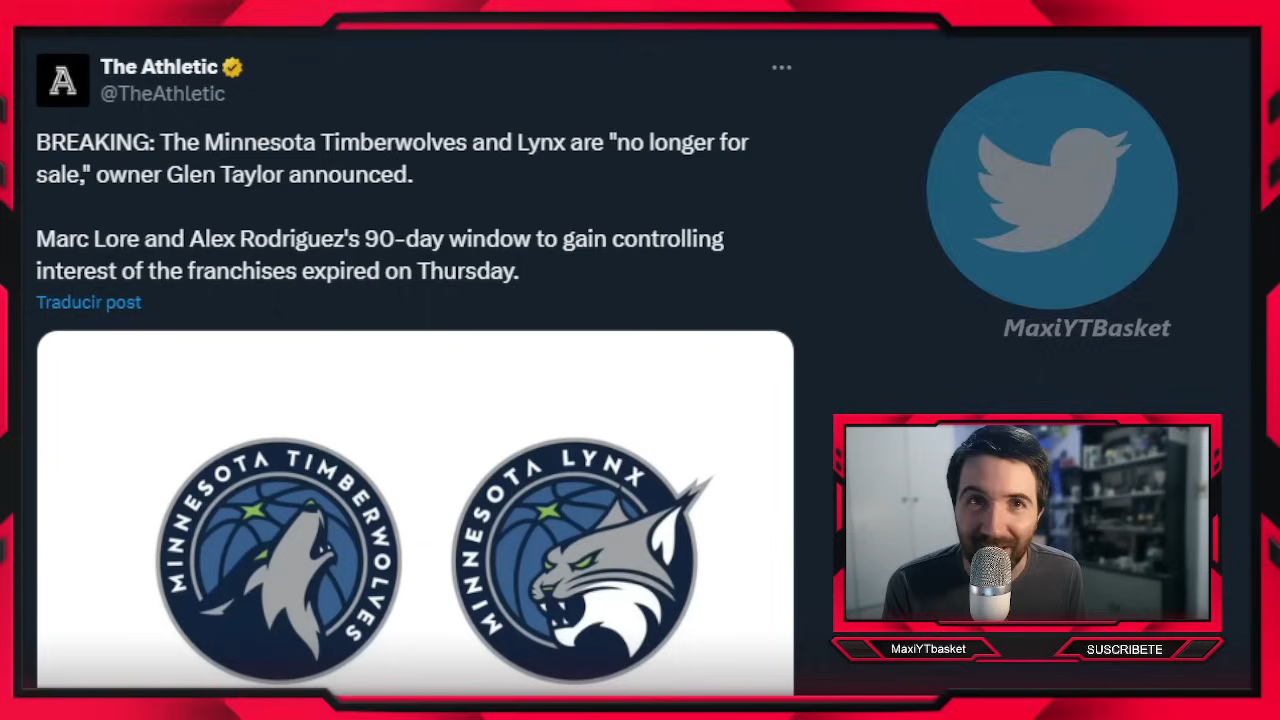 The Athletic
@TheAthletic
BREAKING: The Minnesota Timberwolves and Lynx are "no longer for
sale," owner Glen Taylor announced.
Marc Lore and Alex Rodriguez's 90-day window to gain controlling
interest of the franchises expired on Thursday.
Traducir post
MINNESOTA TIMBERWOLVES
MINNESOTA LYNX
MaxiYTBasket
MaxiYTbasket
SUSCRIBETE